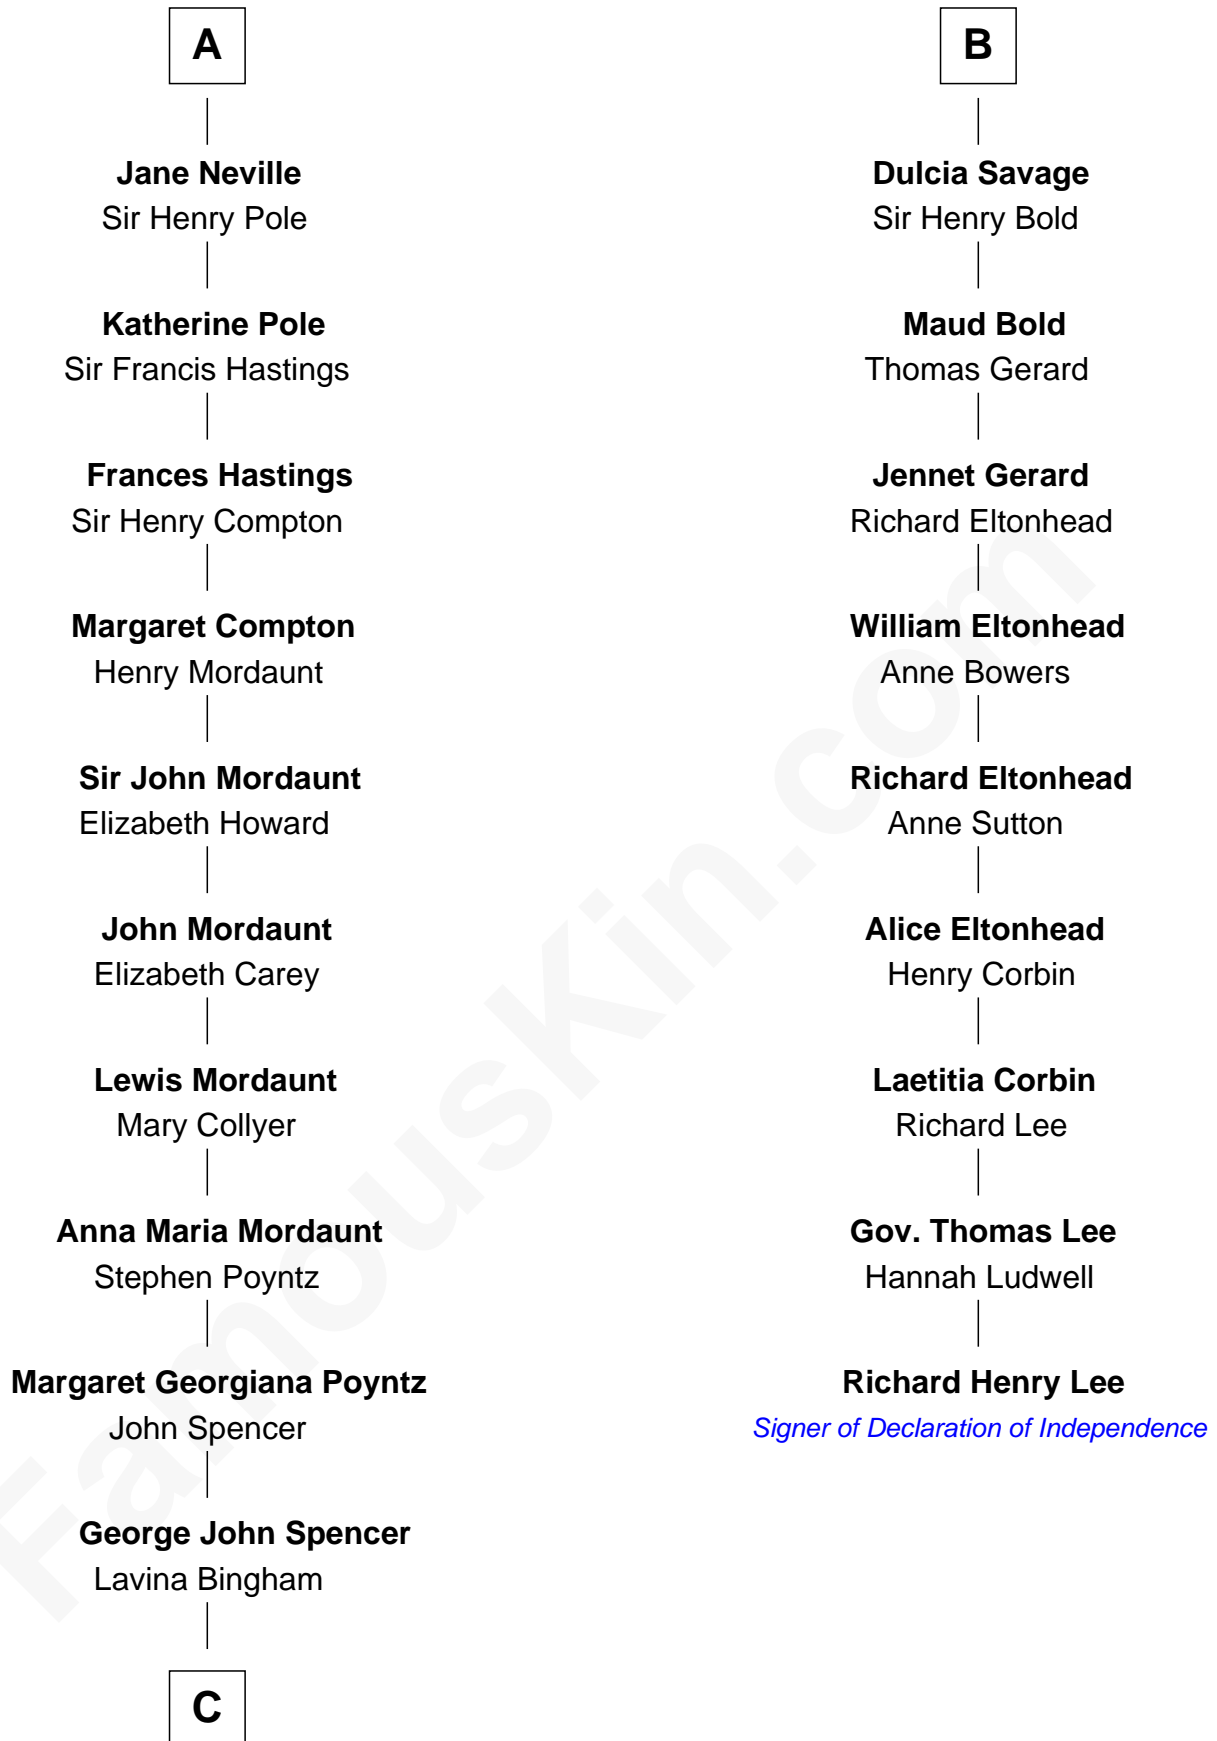 A
Jane Neville
Sir Henry Pole
Katherine Pole
Sir Francis Hastings
Frances Hastings
Sir Henry Compton
Margaret Compton
Henry Mordaunt
Sir John Mordaunt
Elizabeth Howard
John Mordaunt
Elizabeth Carey
Lewis Mordaunt
Mary Collyer
Anna Maria Mordaunt
Stephen Poyntz
Margaret Georgiana Poyntz
John Spencer
George John Spencer
Lavina Bingham
C
B
Dulcia Savage
Sir Henry Bold
Maud Bold
Thomas Gerard
Jennet Gerard
Richard Eltonhead
William Eltonhead
Anne Bowers
Richard Eltonhead
Anne Sutton
Alice Eltonhead
Henry Corbin
Laetitia Corbin
Richard Lee
Gov. Thomas Lee
Hannah Ludwell
Richard Henry Lee
Signer of Declaration of Independence
FamousKin.com